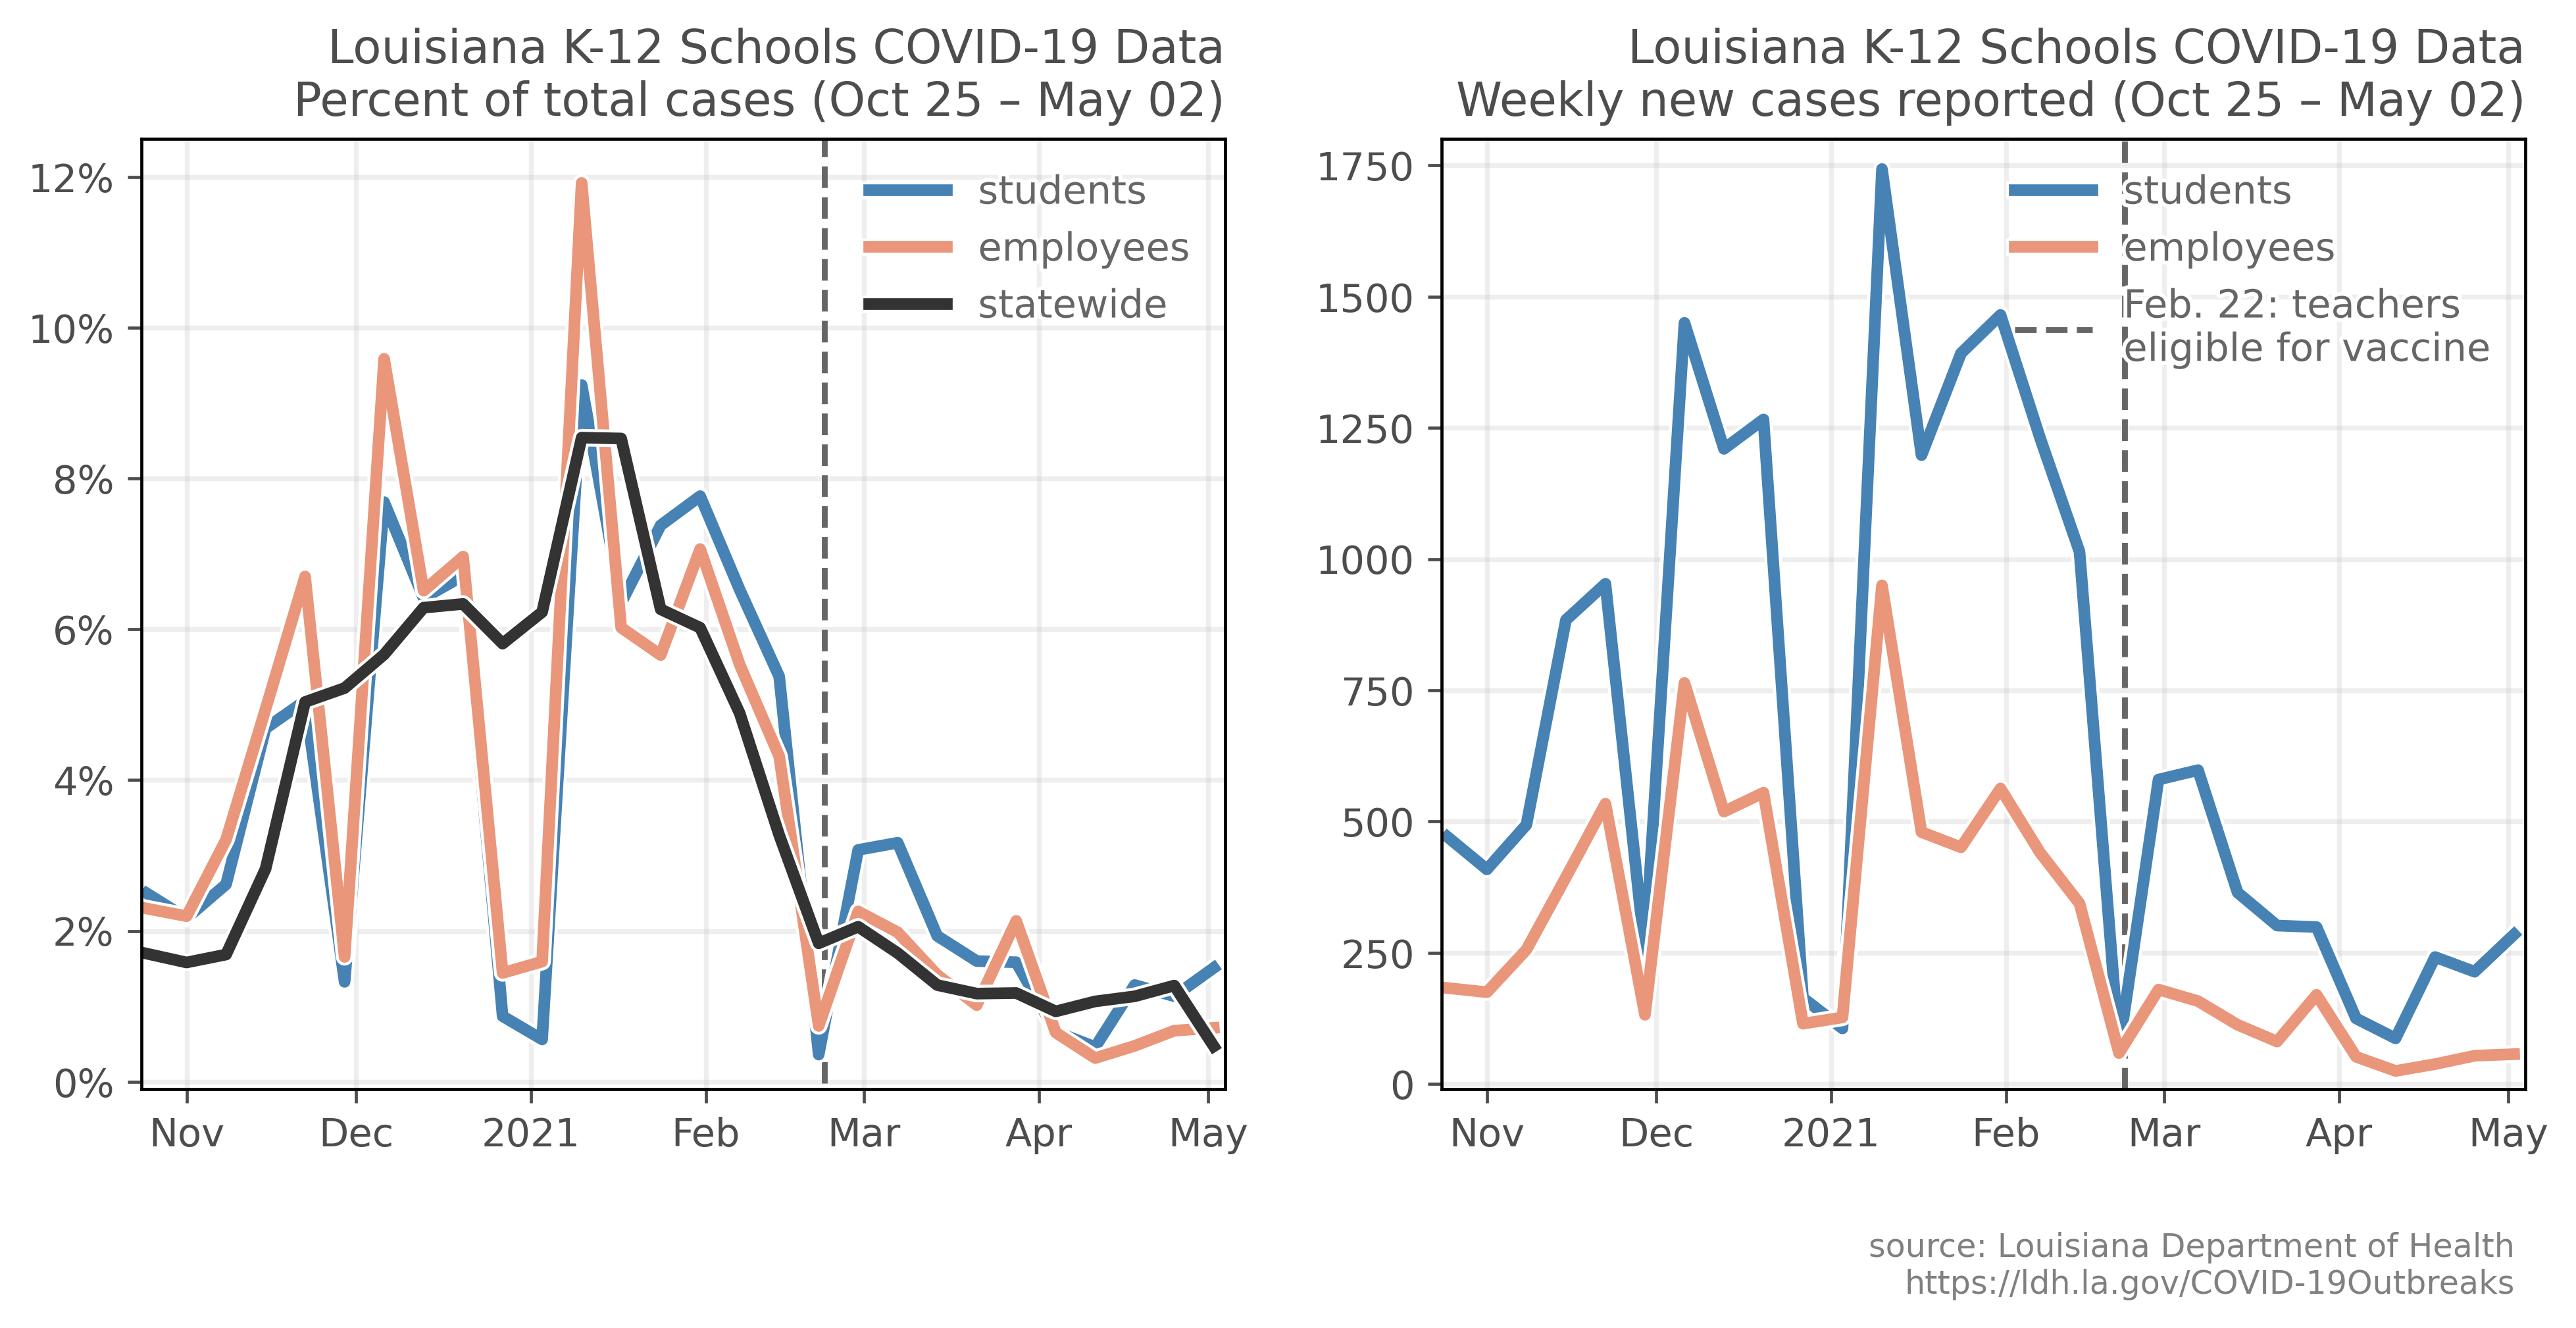 Louisiana K-12 Schools COVID-19 Data
Percent of total cases (Oct 25 – May 02)
12%
10%
8%
6%
4%
2%
0%
students
employees
statewide
Nov Dec 2021 Feb Mar Apr May
Louisiana K-12 Schools COVID-19 Data
Weekly new cases reported (Oct 25 – May 02)
1750
1500
1250
1000
750
500
250
0
students
employees
Feb. 22: teachers
eligible for vaccine
Nov Dec 2021 Feb Mar Apr May
source: Louisiana Department of Health
https://ldh.la.gov/COVID-19Outbreaks